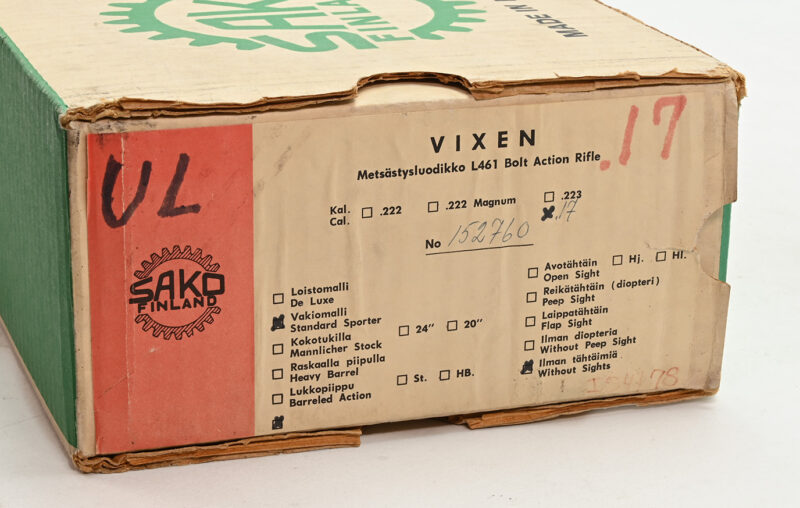 SAKO
FINLAND
MADE IN
UL
VIXEN
.17
Metsästysluodikko L461 Bolt Action Rifle
Kal. .222 .222 Magnum .223
Cal. .17
No 152760
SAKO
FINLAND
Loistomalli
De Luxe
Vakiomalli
Standard Sporter
Kokotukilla 24" 20"
Mannlicher Stock
Raskaalla piipulla
Heavy Barrel
Lukkopiippu St. HB.
Barreled Action
Avotähtäin Hj. Hl.
Open Sight
Reikätähtäin (diopteri)
Peep Sight
Laippatähtäin
Flap Sight
Ilman diopteria
Without Peep Sight
Ilman tähtäimiä
Without Sights